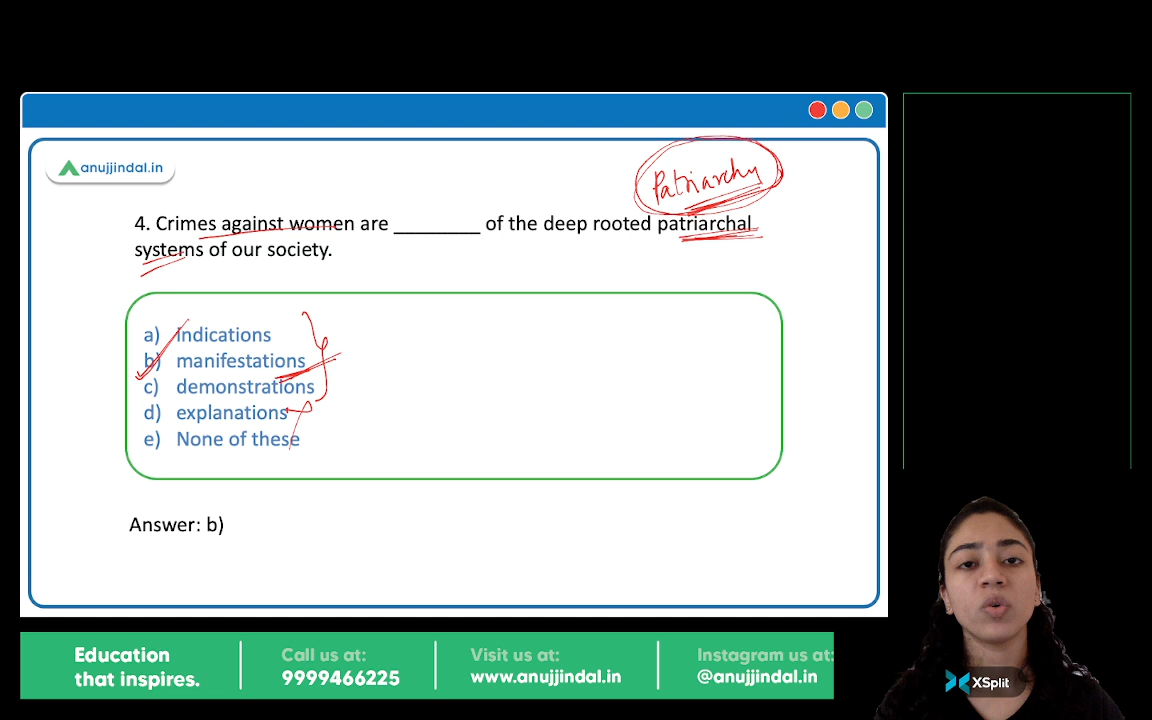 anujjindal.in
Patriarchy
4. Crimes against women are ________ of the deep rooted patriarchal
systems of our society.
a) indications
b) manifestations
c) demonstrations
d) explanations
e) None of these
Answer: b)
Education
that inspires.
Call us at:
9999466225
Visit us at:
www.anujjindal.in
Instagram us at:
@anujjindal.in
XSplit